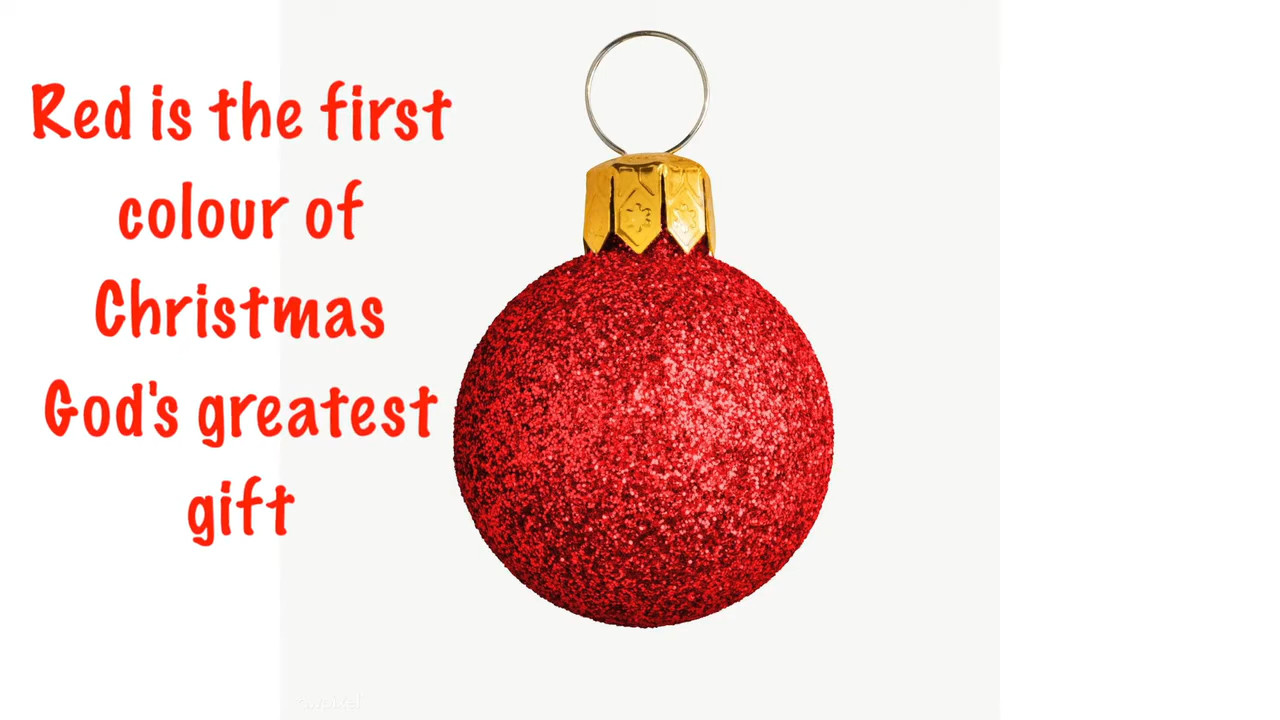 Red is the first
colour of
Christmas
God's greatest
gift